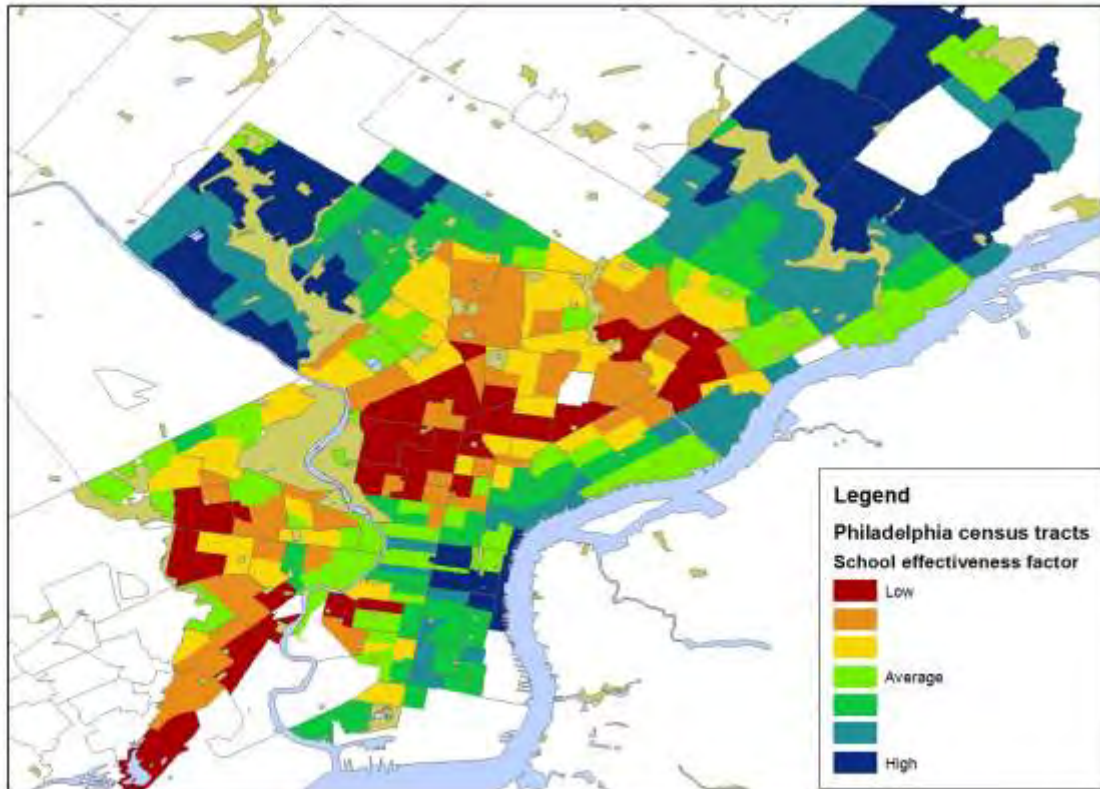 Legend
Philadelphia census tracts
School effectiveness factor
Low
Average
High